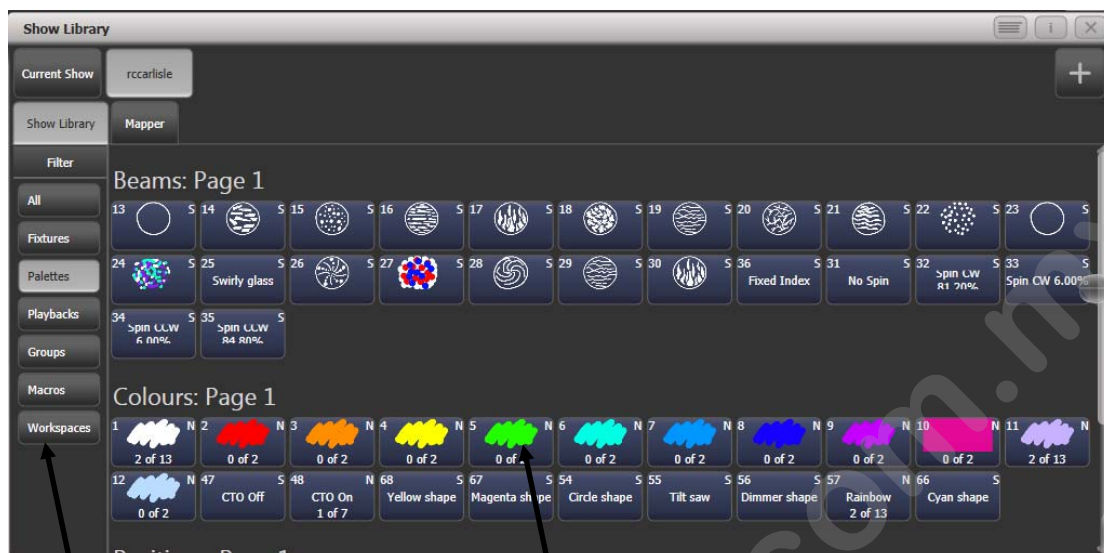 Show Library
i
Current Show
rccarlisle
Show Library
Mapper
Filter
All
Fixtures
Palettes
Playbacks
Groups
Macros
Workspaces
Beams: Page 1
13 S 14 S 15 S 16 S 17 S 18 S 19 S 20 S 21 S 22 S 23 S
24 S 25 S 26 S 27 S 28 S 29 S 30 S 36 S 31 S 32 S 33 S
Swirly glass
Fixed Index
No Spin
Spin CW
81.20%
Spin CW 6.00%
34 S 35 S
Spin CCW
6.00%
Spin CCW
84.80%
Colours: Page 1
1 N 2 N 3 N 4 N 5 N 6 N 7 N 8 N 9 N 10 N 11 N
2 of 13 0 of 2 0 of 2 0 of 2 0 of 0 of 2 0 of 2 0 of 2 0 of 2 0 of 2 2 of 13
12 N 47 S 48 N 68 S 67 S 54 S 55 S 56 S 57 N 66 S
0 of 2
CTO Off
CTO On
1 of 7
Yellow shape
Magenta shape
Circle shape
Tilt saw
Dimmer shape
Rainbow
2 of 13
Cyan shape
com.m